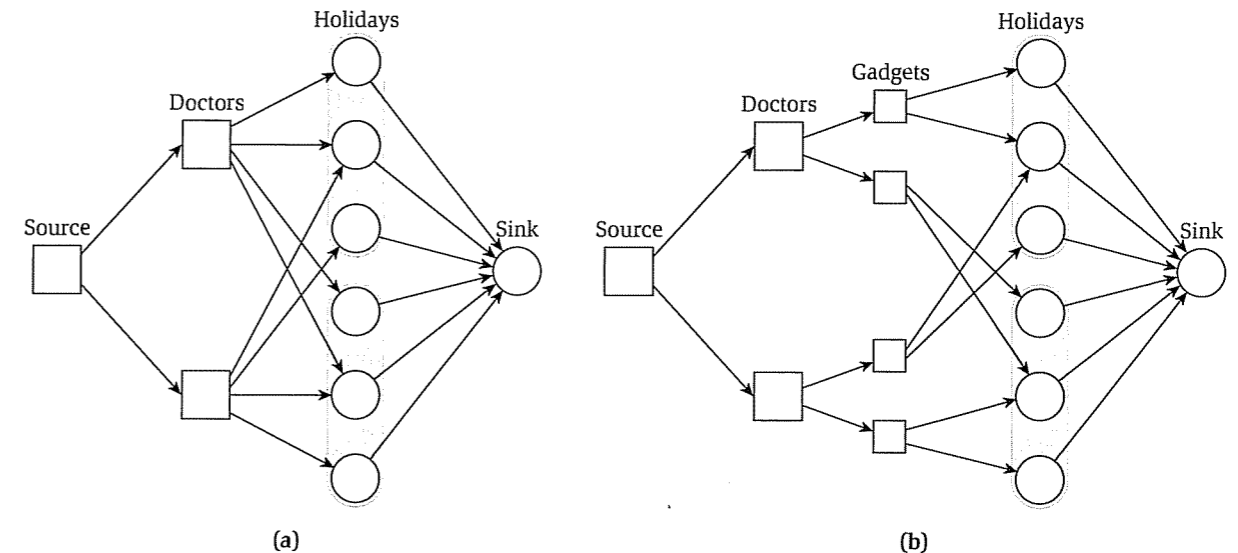 Holidays
Doctors
Source
Sink
(a)
Holidays
Gadgets
Doctors
Source
Sink
(b)